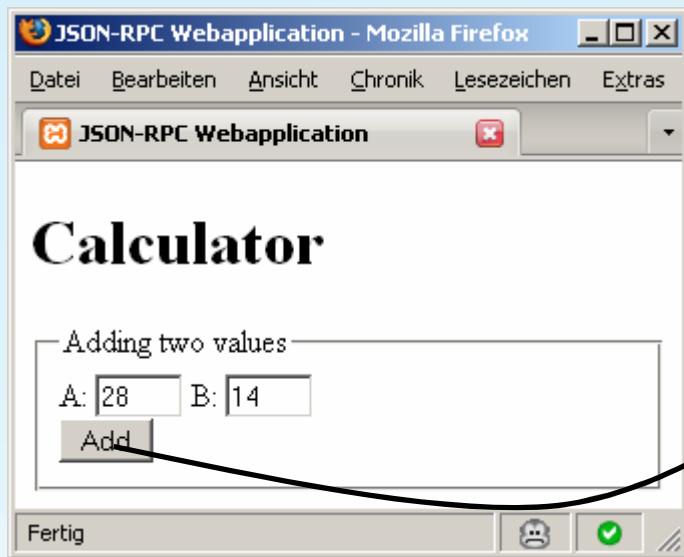 JSON-RPC Webapplication - Mozilla Firefox
Datei Bearbeiten Ansicht Chronik Lesezeichen Extras
JSON-RPC Webapplication
Calculator
Adding two values
A: 28 B: 14
Add
Fertig